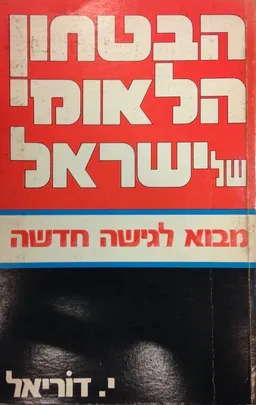 הבטחון
הלאומי
של ישראל
מבוא לגישה חדשה
י. דוריאל